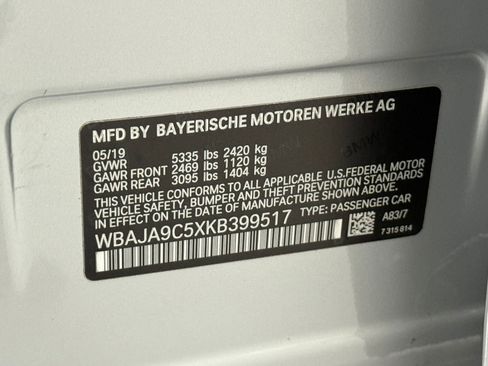 MFD BY BAYERISCHE MOTOREN WERKE AG
05/19
GVWR 5335 lbs 2420 kg
GAWR FRONT 2469 lbs 1120 kg
GAWR REAR 3095 lbs 1404 kg
THIS VEHICLE CONFORMS TO ALL APPLICABLE U.S.FEDERAL MOTOR
VEHICLE SAFETY, BUMPER, AND THEFT PREVENTION STANDARDS
IN EFFECT ON THE DATE OF MANUFACTURE SHOWN ABOVE.
WBAJA9C5XKB399517 TYPE: PASSENGER CAR
A83/7
7 315 814